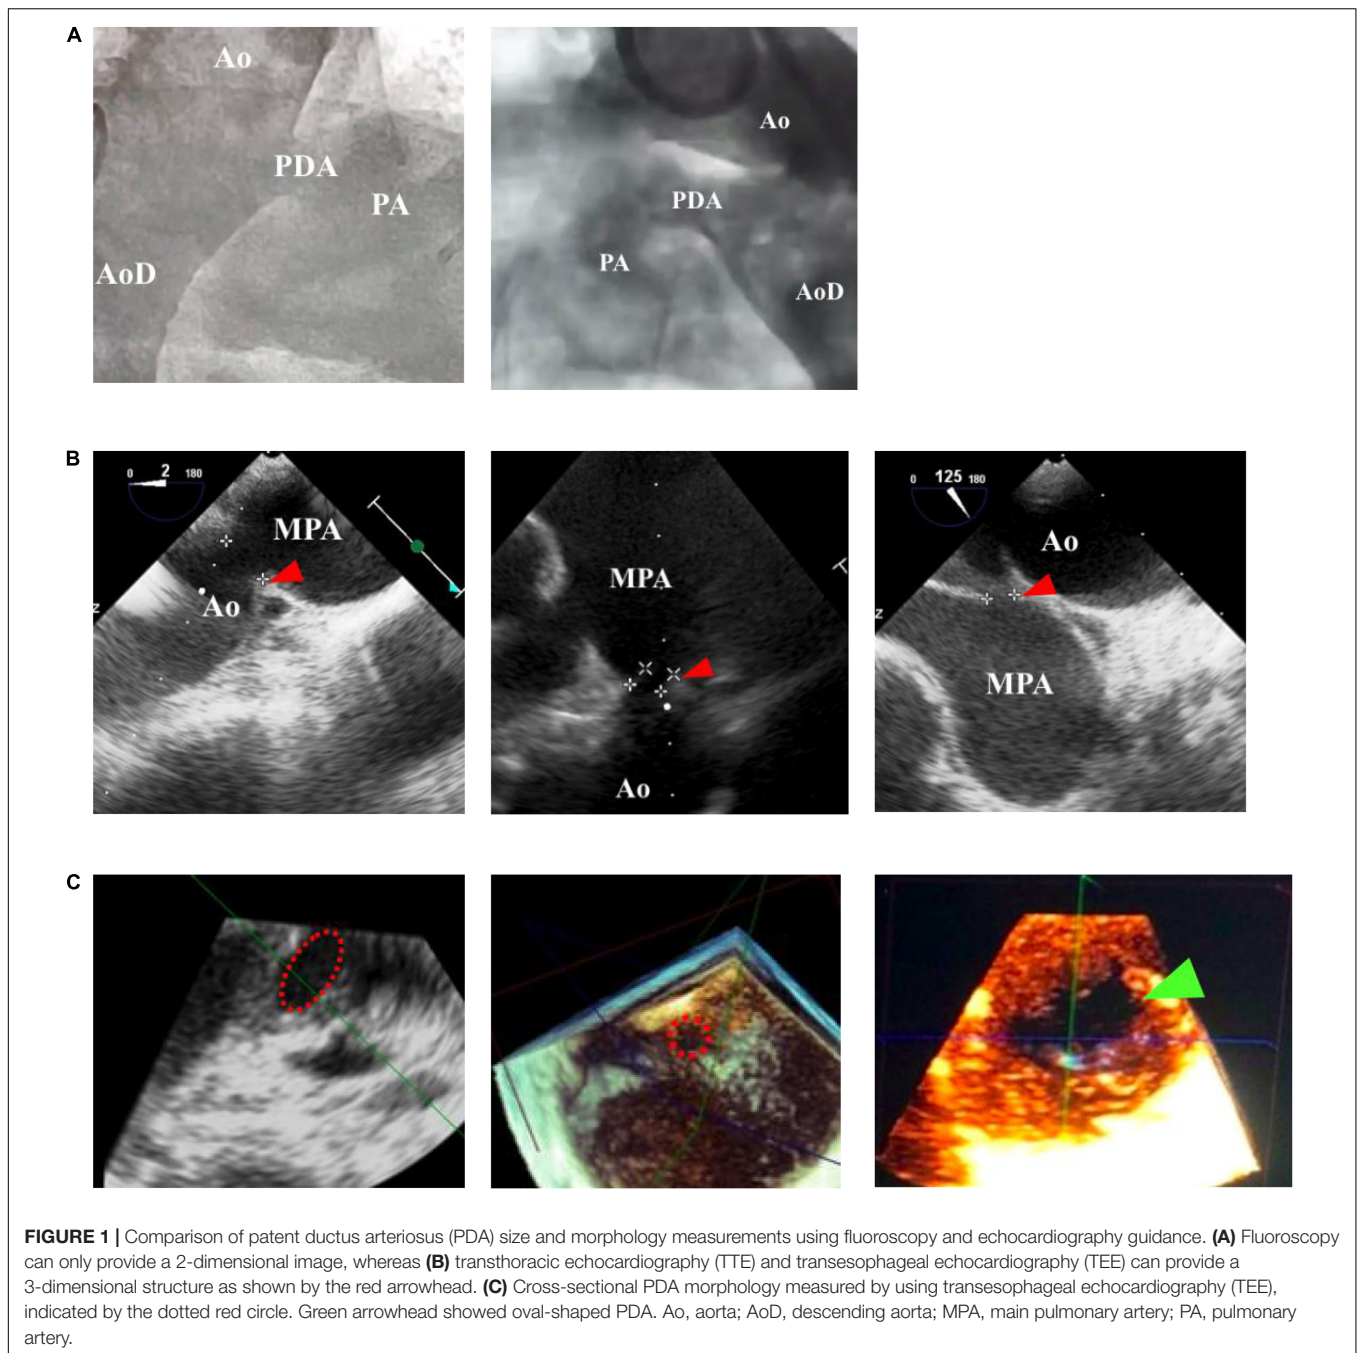 A
Ao
PDA
PA
AoD
Ao
PDA
PA
AoD
B
0 2 180
MPA
Ao
z
MPA
Ao
0 125 180
Ao
MPA
z
C
FIGURE 1 | Comparison of patent ductus arteriosus (PDA) size and morphology measurements using fluoroscopy and echocardiography guidance. (A) Fluoroscopy
can only provide a 2-dimensional image, whereas (B) transthoracic echocardiography (TTE) and transesophageal echocardiography (TEE) can provide a
3-dimensional structure as shown by the red arrowhead. (C) Cross-sectional PDA morphology measured by using transesophageal echocardiography (TEE),
indicated by the dotted red circle. Green arrowhead showed oval-shaped PDA. Ao, aorta; AoD, descending aorta; MPA, main pulmonary artery; PA, pulmonary
artery.